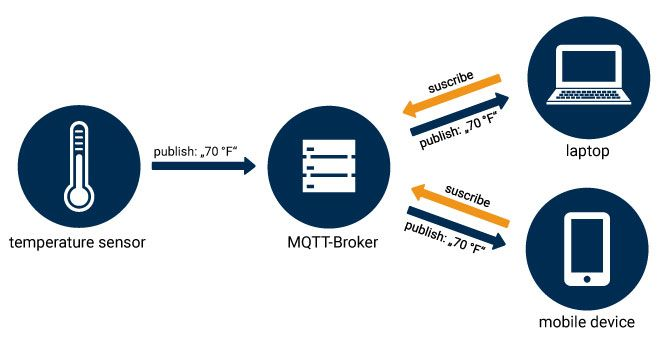 publish: „70 °F“
temperature sensor
MQTT-Broker
suscribe
publish: „70 °F“
laptop
suscribe
publish: „70 °F“
mobile device